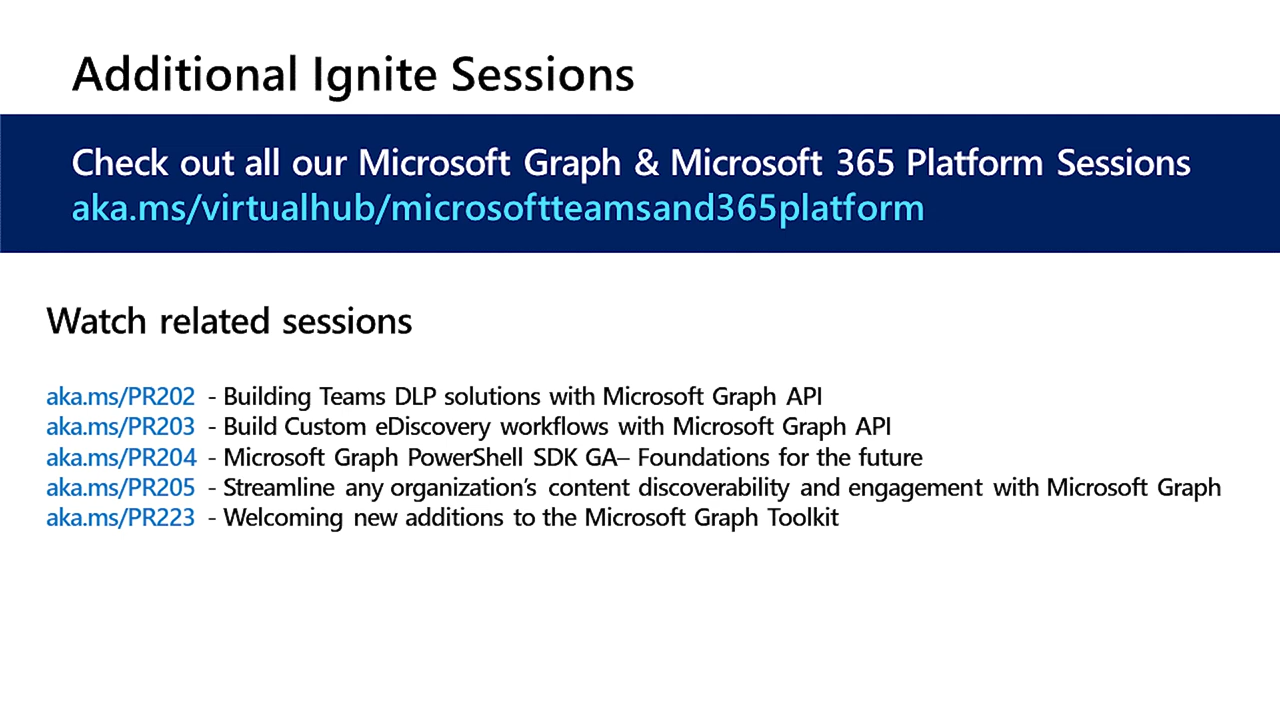 Additional Ignite Sessions
Check out all our Microsoft Graph & Microsoft 365 Platform Sessions
aka.ms/virtualhub/microsoftteamsand365platform
Watch related sessions
aka.ms/PR202 - Building Teams DLP solutions with Microsoft Graph API
aka.ms/PR203 - Build Custom eDiscovery workflows with Microsoft Graph API
aka.ms/PR204 - Microsoft Graph PowerShell SDK GA– Foundations for the future
aka.ms/PR205 - Streamline any organization’s content discoverability and engagement with Microsoft Graph
aka.ms/PR223 - Welcoming new additions to the Microsoft Graph Toolkit